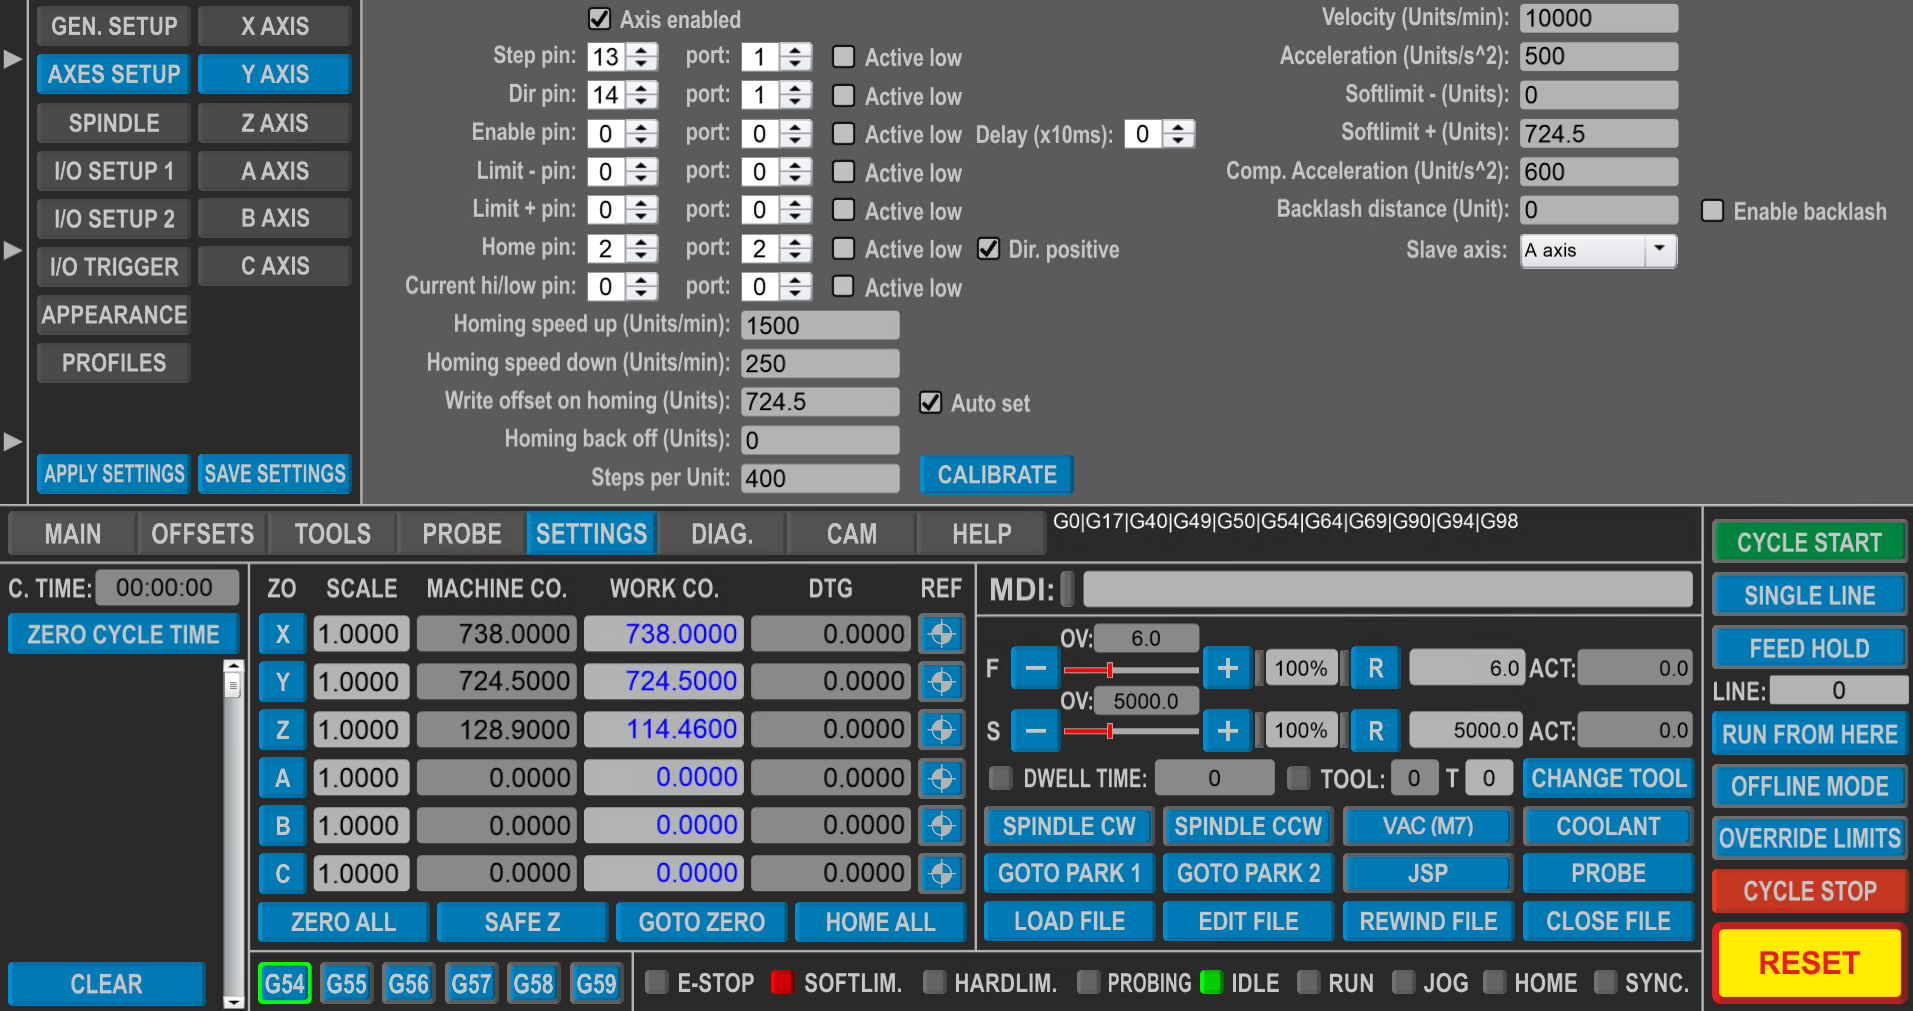 GEN. SETUP
X AXIS
AXES SETUP
Y AXIS
SPINDLE
Z AXIS
I/O SETUP 1
A AXIS
I/O SETUP 2
B AXIS
I/O TRIGGER
C AXIS
APPEARANCE
PROFILES
APPLY SETTINGS
SAVE SETTINGS
Axis enabled
Step pin: 13 port: 1 Active low
Dir pin: 14 port: 1 Active low
Enable pin: 0 port: 0 Active low Delay (x10ms): 0
Limit - pin: 0 port: 0 Active low
Limit + pin: 0 port: 0 Active low
Home pin: 2 port: 2 Active low Dir. positive
Current hi/low pin: 0 port: 0 Active low
Homing speed up (Units/min): 1500
Homing speed down (Units/min): 250
Write offset on homing (Units): 724.5 Auto set
Homing back off (Units): 0
Steps per Unit: 400 CALIBRATE
Velocity (Units/min): 10000
Acceleration (Units/s^2): 500
Softlimit - (Units): 0
Softlimit + (Units): 724.5
Comp. Acceleration (Unit/s^2): 600
Backlash distance (Unit): 0 Enable backlash
Slave axis: A axis
MAIN OFFSETS TOOLS PROBE SETTINGS DIAG. CAM HELP
G0|G17|G40|G49|G50|G54|G64|G69|G90|G94|G98
C. TIME: 00:00:00
ZERO CYCLE TIME
CLEAR
ZO SCALE MACHINE CO. WORK CO. DTG REF
X 1.0000 738.0000 738.0000 0.0000
Y 1.0000 724.5000 724.5000 0.0000
Z 1.0000 128.9000 114.4600 0.0000
A 1.0000 0.0000 0.0000 0.0000
B 1.0000 0.0000 0.0000 0.0000
C 1.0000 0.0000 0.0000 0.0000
ZERO ALL SAFE Z GOTO ZERO HOME ALL
G54 G55 G56 G57 G58 G59
MDI:
OV: 6.0
F − + 100% R 6.0 ACT: 0.0
OV: 5000.0
S − + 100% R 5000.0 ACT: 0.0
DWELL TIME: 0 TOOL: 0 T 0 CHANGE TOOL
SPINDLE CW SPINDLE CCW VAC (M7) COOLANT
GOTO PARK 1 GOTO PARK 2 JSP PROBE
LOAD FILE EDIT FILE REWIND FILE CLOSE FILE
E-STOP SOFTLIM. HARDLIM. PROBING IDLE RUN JOG HOME SYNC.
CYCLE START
SINGLE LINE
FEED HOLD
LINE: 0
RUN FROM HERE
OFFLINE MODE
OVERRIDE LIMITS
CYCLE STOP
RESET